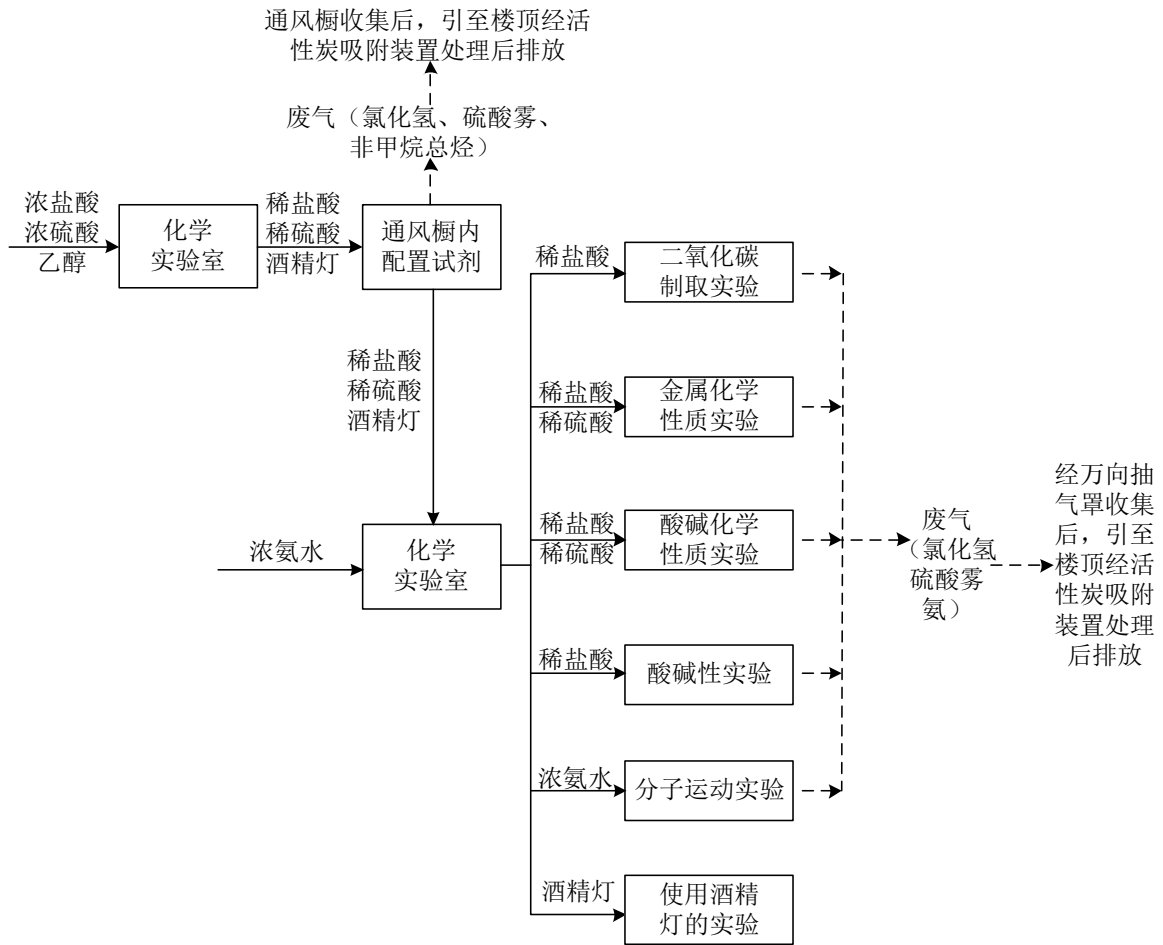 通风橱收集后，引至楼顶经活
性炭吸附装置处理后排放
废气（氯化氢、硫酸雾、
非甲烷总烃）
浓盐酸
浓硫酸
乙醇
化学
实验室
稀盐酸
稀硫酸
酒精灯
通风橱内
配置试剂
稀盐酸
稀硫酸
酒精灯
浓氨水
化学
实验室
稀盐酸
二氧化碳
制取实验
稀盐酸
稀硫酸
金属化学
性质实验
稀盐酸
稀硫酸
酸碱化学
性质实验
稀盐酸
酸碱性实验
浓氨水
分子运动实验
酒精灯
使用酒精
灯的实验
废气
（氯化氢
硫酸雾
氨）
经万向抽
气罩收集
后，引至
楼顶经活
性炭吸附
装置处理
后排放